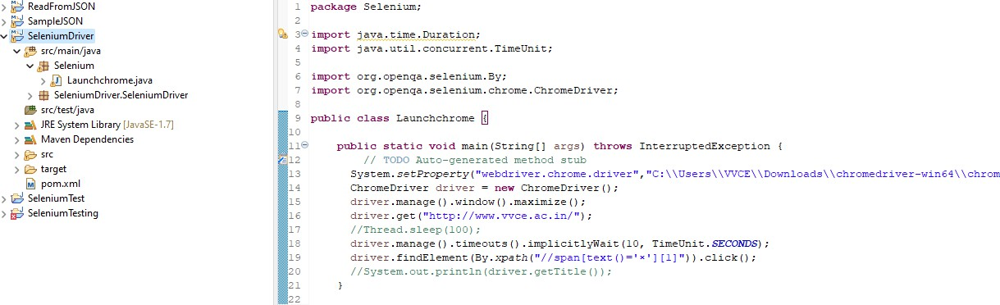 ReadFromJSON
SampleJSON
SeleniumDriver
src/main/java
Selenium
Launchchrome.java
SeleniumDriver.SeleniumDriver
src/test/java
JRE System Library [JavaSE-1.7]
Maven Dependencies
src
target
pom.xml
SeleniumTest
SeleniumTesting
1 package Selenium;
2
3 import java.time.Duration;
4 import java.util.concurrent.TimeUnit;
5
6 import org.openqa.selenium.By;
7 import org.openqa.selenium.chrome.ChromeDriver;
8
9 public class Launchchrome {
10
11 public static void main(String[] args) throws InterruptedException {
12 // TODO Auto-generated method stub
13 System.setProperty("webdriver.chrome.driver","C:\\Users\\VVCE\\Downloads\\chromedriver-win64\\chrom
14 ChromeDriver driver = new ChromeDriver();
15 driver.manage().window().maximize();
16 driver.get("http://www.vvce.ac.in/");
17 //Thread.sleep(100);
18 driver.manage().timeouts().implicitlyWait(10, TimeUnit.SECONDS);
19 driver.findElement(By.xpath("//span[text()='×'][1]")).click();
20 //System.out.println(driver.getTitle());
21 }
22